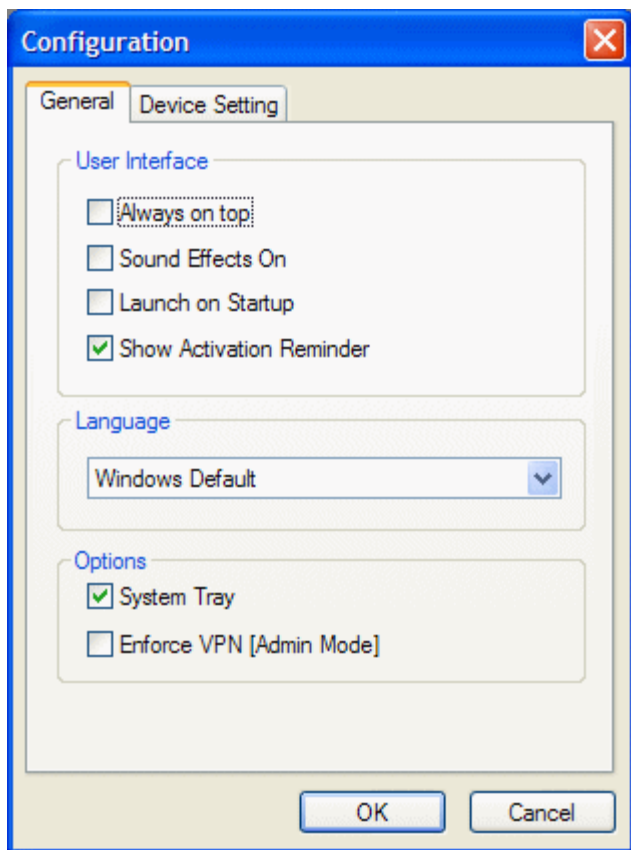 Configuration
General
Device Setting
User Interface
Always on top
Sound Effects On
Launch on Startup
Show Activation Reminder
Language
Windows Default
Options
System Tray
Enforce VPN [Admin Mode]
OK
Cancel